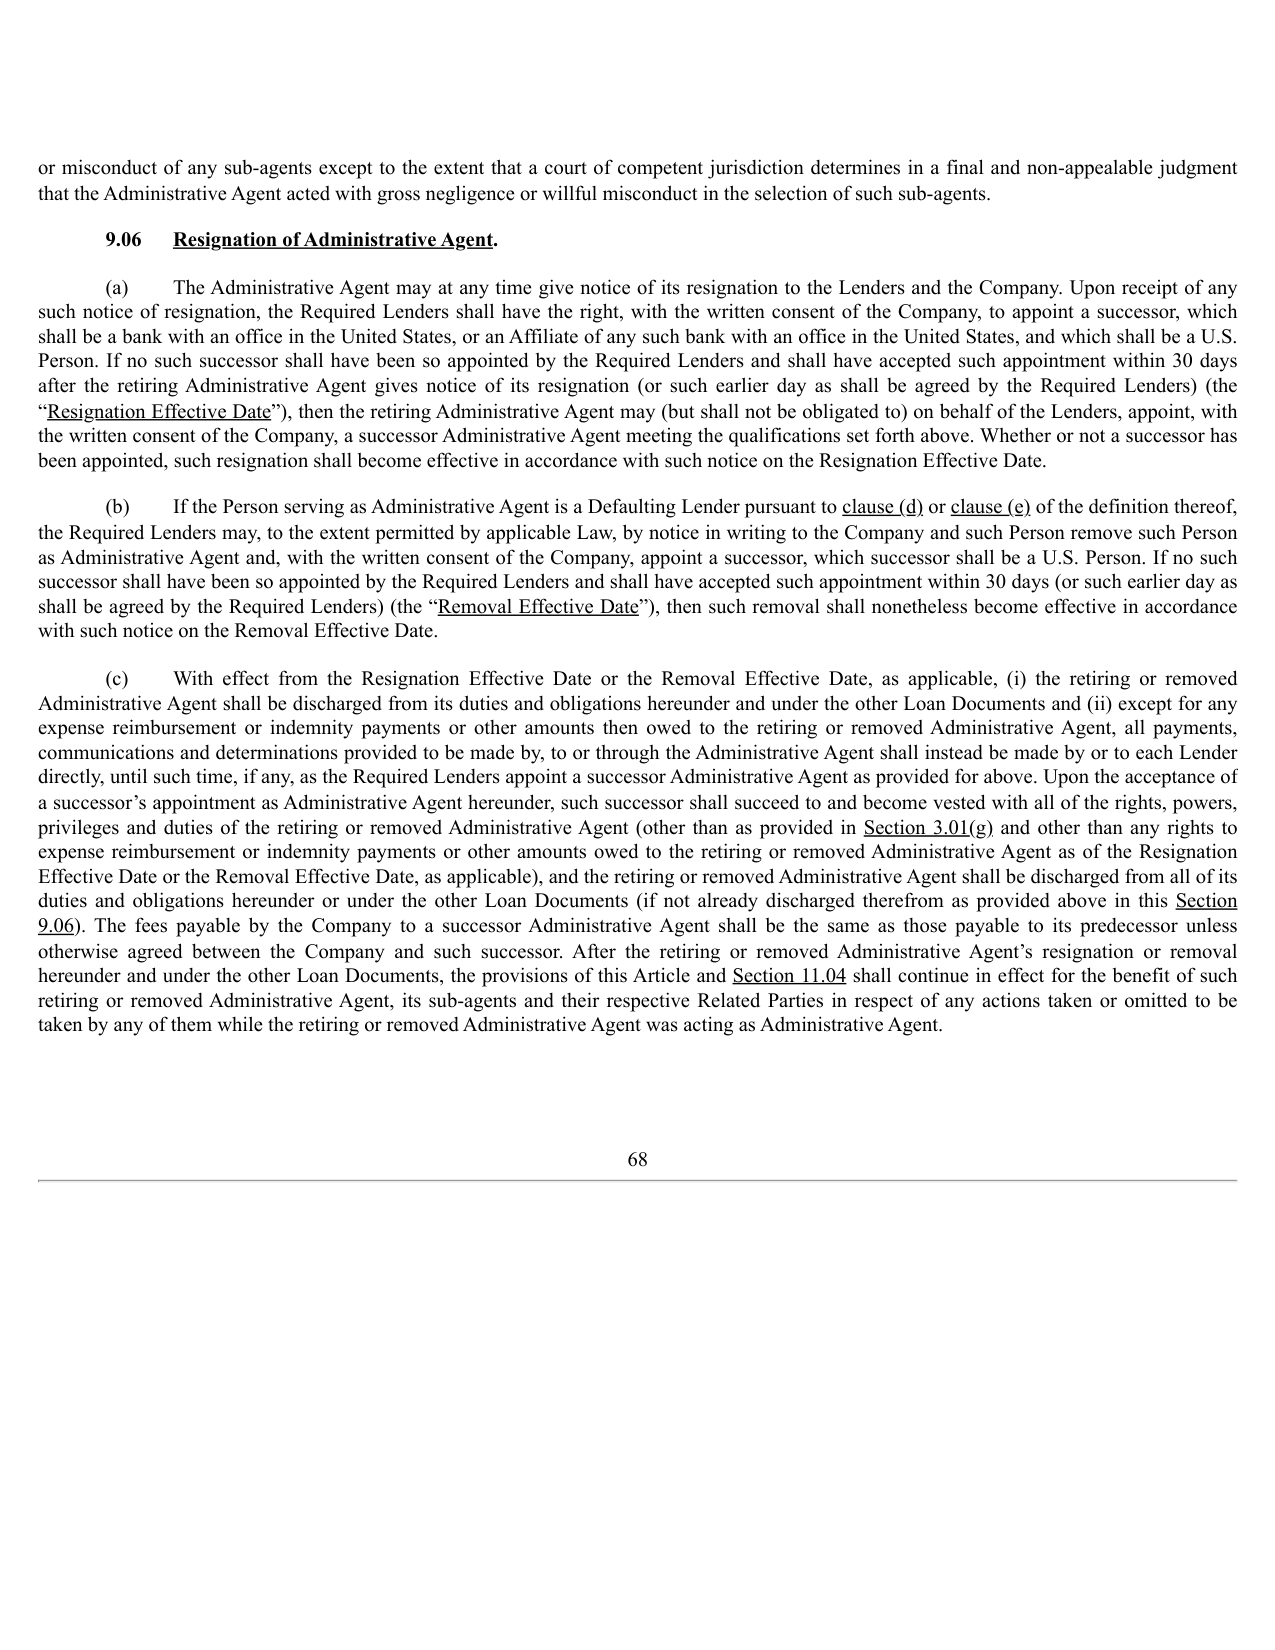 or misconduct of any sub-agents except to the extent that a court of competent jurisdiction determines in a final and non-appealable judgment
that the Administrative Agent acted with gross negligence or willful misconduct in the selection of such sub-agents.
9.06 Resignation of Administrative Agent.
(a) The Administrative Agent may at any time give notice of its resignation to the Lenders and the Company. Upon receipt of any
such notice of resignation, the Required Lenders shall have the right, with the written consent of the Company, to appoint a successor, which
shall be a bank with an office in the United States, or an Affiliate of any such bank with an office in the United States, and which shall be a U.S.
Person. If no such successor shall have been so appointed by the Required Lenders and shall have accepted such appointment within 30 days
after the retiring Administrative Agent gives notice of its resignation (or such earlier day as shall be agreed by the Required Lenders) (the
“Resignation Effective Date”), then the retiring Administrative Agent may (but shall not be obligated to) on behalf of the Lenders, appoint, with
the written consent of the Company, a successor Administrative Agent meeting the qualifications set forth above. Whether or not a successor has
been appointed, such resignation shall become effective in accordance with such notice on the Resignation Effective Date.
(b) If the Person serving as Administrative Agent is a Defaulting Lender pursuant to clause (d) or clause (e) of the definition thereof,
the Required Lenders may, to the extent permitted by applicable Law, by notice in writing to the Company and such Person remove such Person
as Administrative Agent and, with the written consent of the Company, appoint a successor, which successor shall be a U.S. Person. If no such
successor shall have been so appointed by the Required Lenders and shall have accepted such appointment within 30 days (or such earlier day as
shall be agreed by the Required Lenders) (the “Removal Effective Date”), then such removal shall nonetheless become effective in accordance
with such notice on the Removal Effective Date.
(c) With effect from the Resignation Effective Date or the Removal Effective Date, as applicable, (i) the retiring or removed
Administrative Agent shall be discharged from its duties and obligations hereunder and under the other Loan Documents and (ii) except for any
expense reimbursement or indemnity payments or other amounts then owed to the retiring or removed Administrative Agent, all payments,
communications and determinations provided to be made by, to or through the Administrative Agent shall instead be made by or to each Lender
directly, until such time, if any, as the Required Lenders appoint a successor Administrative Agent as provided for above. Upon the acceptance of
a successor’s appointment as Administrative Agent hereunder, such successor shall succeed to and become vested with all of the rights, powers,
privileges and duties of the retiring or removed Administrative Agent (other than as provided in Section 3.01(g) and other than any rights to
expense reimbursement or indemnity payments or other amounts owed to the retiring or removed Administrative Agent as of the Resignation
Effective Date or the Removal Effective Date, as applicable), and the retiring or removed Administrative Agent shall be discharged from all of its
duties and obligations hereunder or under the other Loan Documents (if not already discharged therefrom as provided above in this Section
9.06). The fees payable by the Company to a successor Administrative Agent shall be the same as those payable to its predecessor unless
otherwise agreed between the Company and such successor. After the retiring or removed Administrative Agent’s resignation or removal
hereunder and under the other Loan Documents, the provisions of this Article and Section 11.04 shall continue in effect for the benefit of such
retiring or removed Administrative Agent, its sub-agents and their respective Related Parties in respect of any actions taken or omitted to be
taken by any of them while the retiring or removed Administrative Agent was acting as Administrative Agent.
68